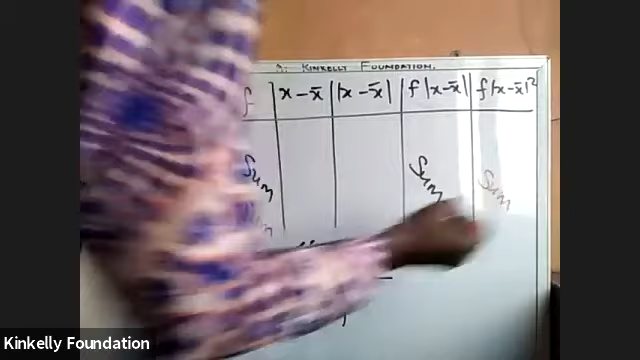 KINKELLY FOUNDATION.
f x - x̄ |x - x̄| f |x - x̄| f |x - x̄|²
Sum Sum Sum
Kinkelly Foundation